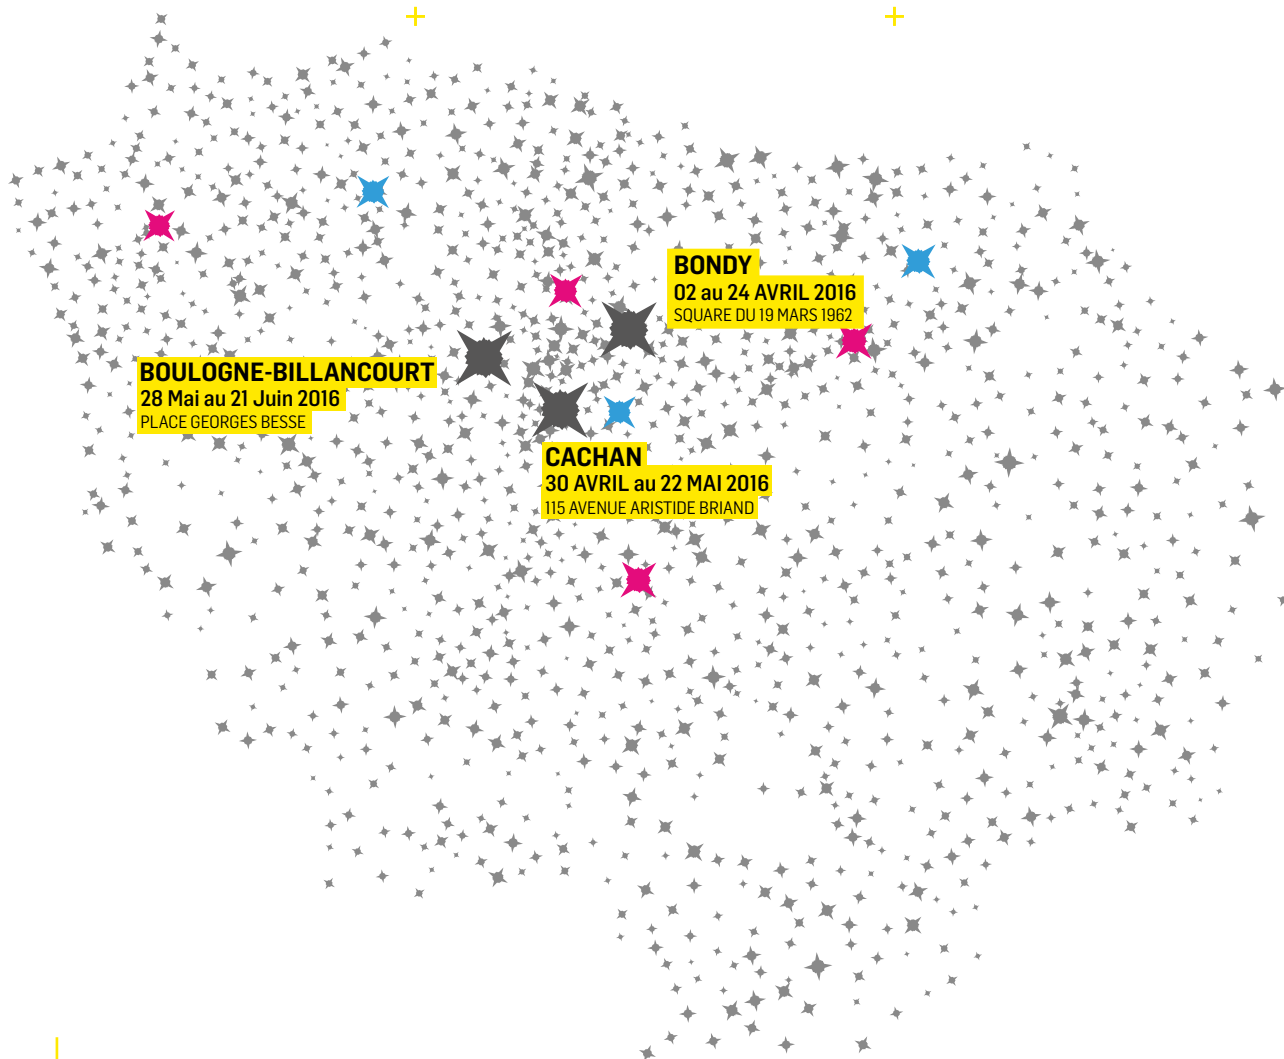 BONDY
02 au 24 AVRIL 2016
SQUARE DU 19 MARS 1962
BOULOGNE-BILLANCOURT
28 Mai au 21 Juin 2016
PLACE GEORGES BESSE
CACHAN
30 AVRIL au 22 MAI 2016
115 AVENUE ARISTIDE BRIAND